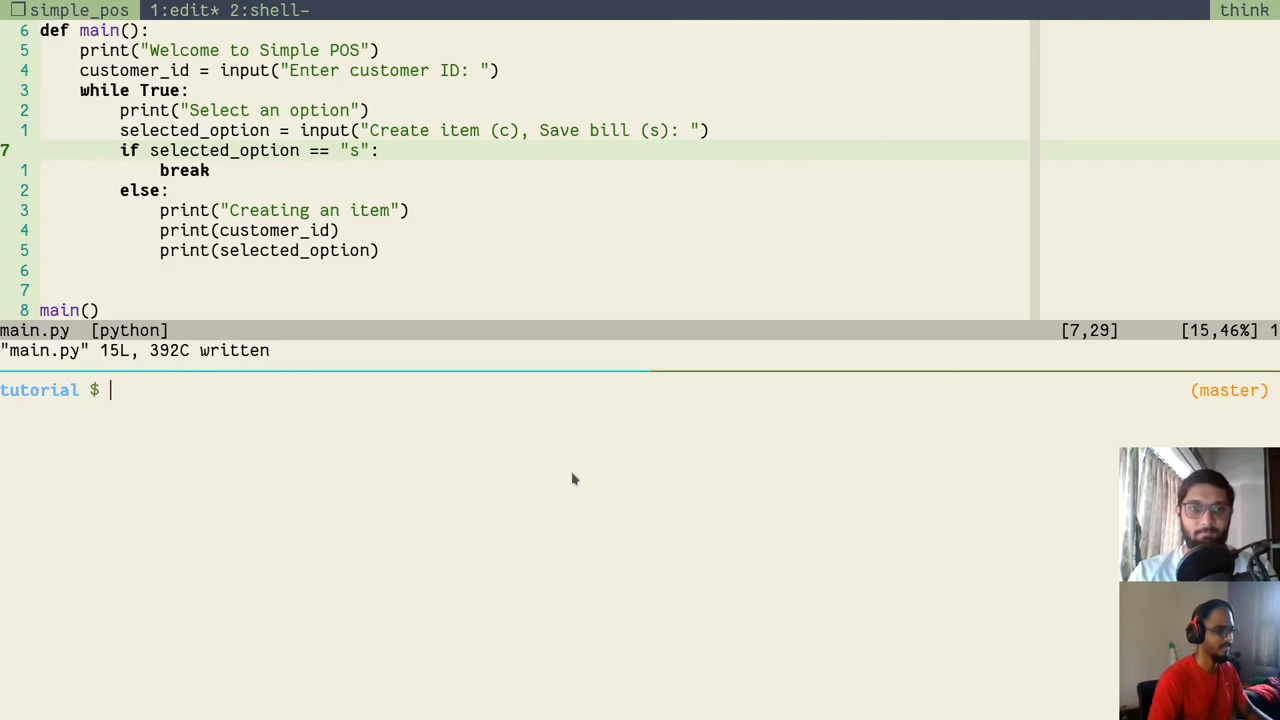 ❐ simple_pos 1:edit* 2:shell- think
6 def main():
5     print("Welcome to Simple POS")
4     customer_id = input("Enter customer ID: ")
3     while True:
2         print("Select an option")
1         selected_option = input("Create item (c), Save bill (s): ")
7         if selected_option == "s":
1             break
2         else:
3             print("Creating an item")
4             print(customer_id)
5             print(selected_option)
6
7
8 main()
main.py [python] [7,29] [15,46%] 1
"main.py" 15L, 392C written
tutorial $ (master)